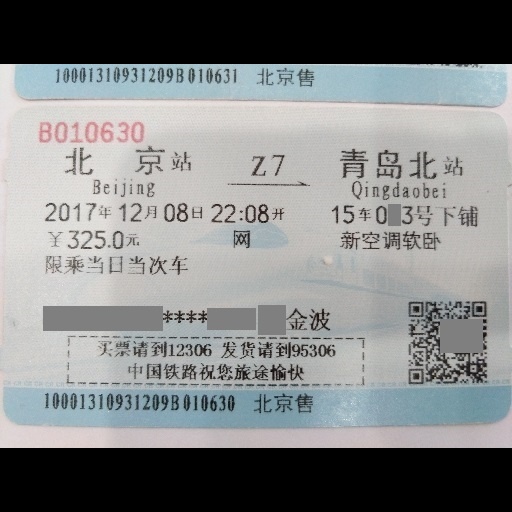 10001310931209B010631 北京售
B010630
北 京站 Z7 青岛北站
Beijing Qingdaobei
2017年12月08日22:08开 15车0 3号下铺
￥325.0元 网 新空调软卧
限乘当日当次车
**** 金波
买票请到12306 发货请到95306
中国铁路祝您旅途愉快
10001310931209B010630 北京售